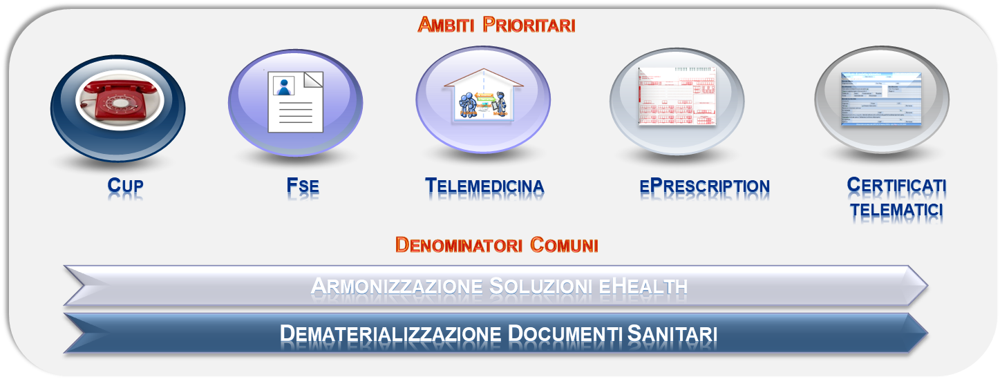 AMBITI PRIORITARI
CUP
FSE
TELEMEDICINA
ePRESCRIPTION
CERTIFICATI
TELEMATICI
DENOMINATORI COMUNI
ARMONIZZAZIONE SOLUZIONI eHEALTH
DEMATERIALIZZAZIONE DOCUMENTI SANITARI